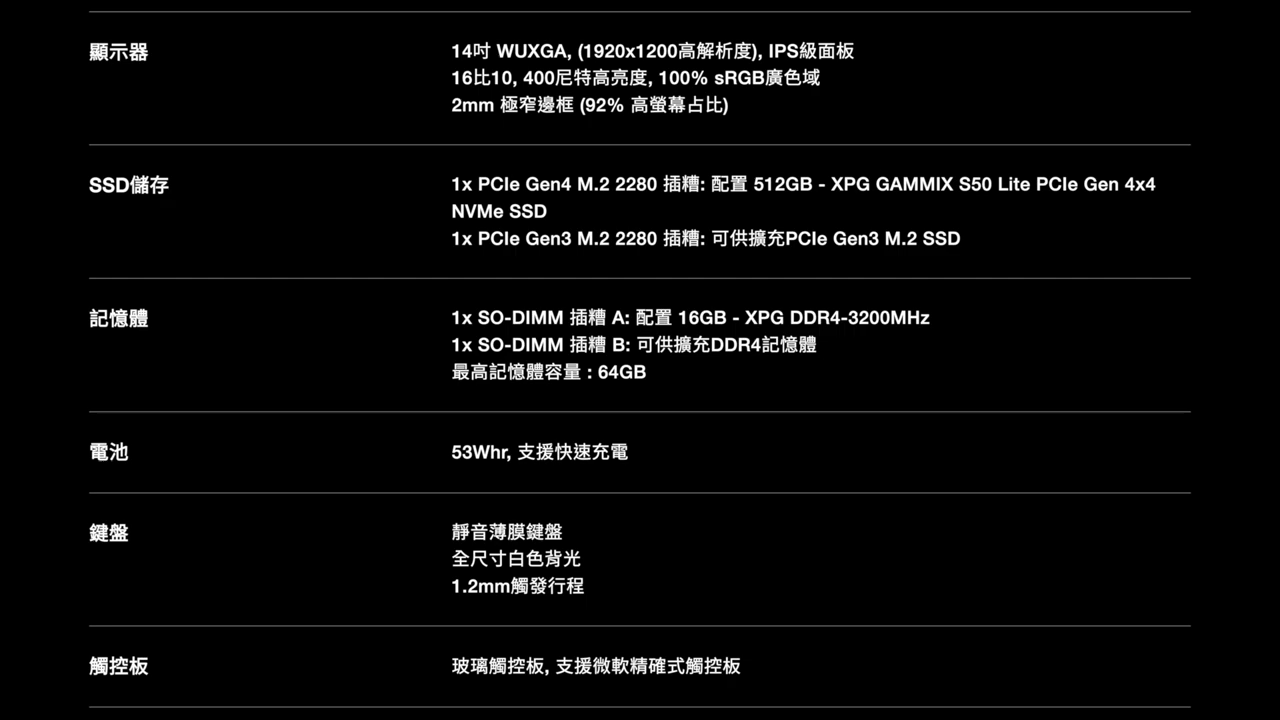 顯示器
14吋 WUXGA, (1920x1200高解析度), IPS級面板
16比10, 400尼特高亮度, 100% sRGB廣色域
2mm 極窄邊框 (92% 高螢幕占比)
SSD儲存
1x PCIe Gen4 M.2 2280 插糟: 配置 512GB - XPG GAMMIX S50 Lite PCIe Gen 4x4
NVMe SSD
1x PCIe Gen3 M.2 2280 插糟: 可供擴充PCIe Gen3 M.2 SSD
記憶體
1x SO-DIMM 插糟 A: 配置 16GB - XPG DDR4-3200MHz
1x SO-DIMM 插糟 B: 可供擴充DDR4記憶體
最高記憶體容量 : 64GB
電池
53Whr, 支援快速充電
鍵盤
靜音薄膜鍵盤
全尺寸白色背光
1.2mm觸發行程
觸控板
玻璃觸控板, 支援微軟精確式觸控板